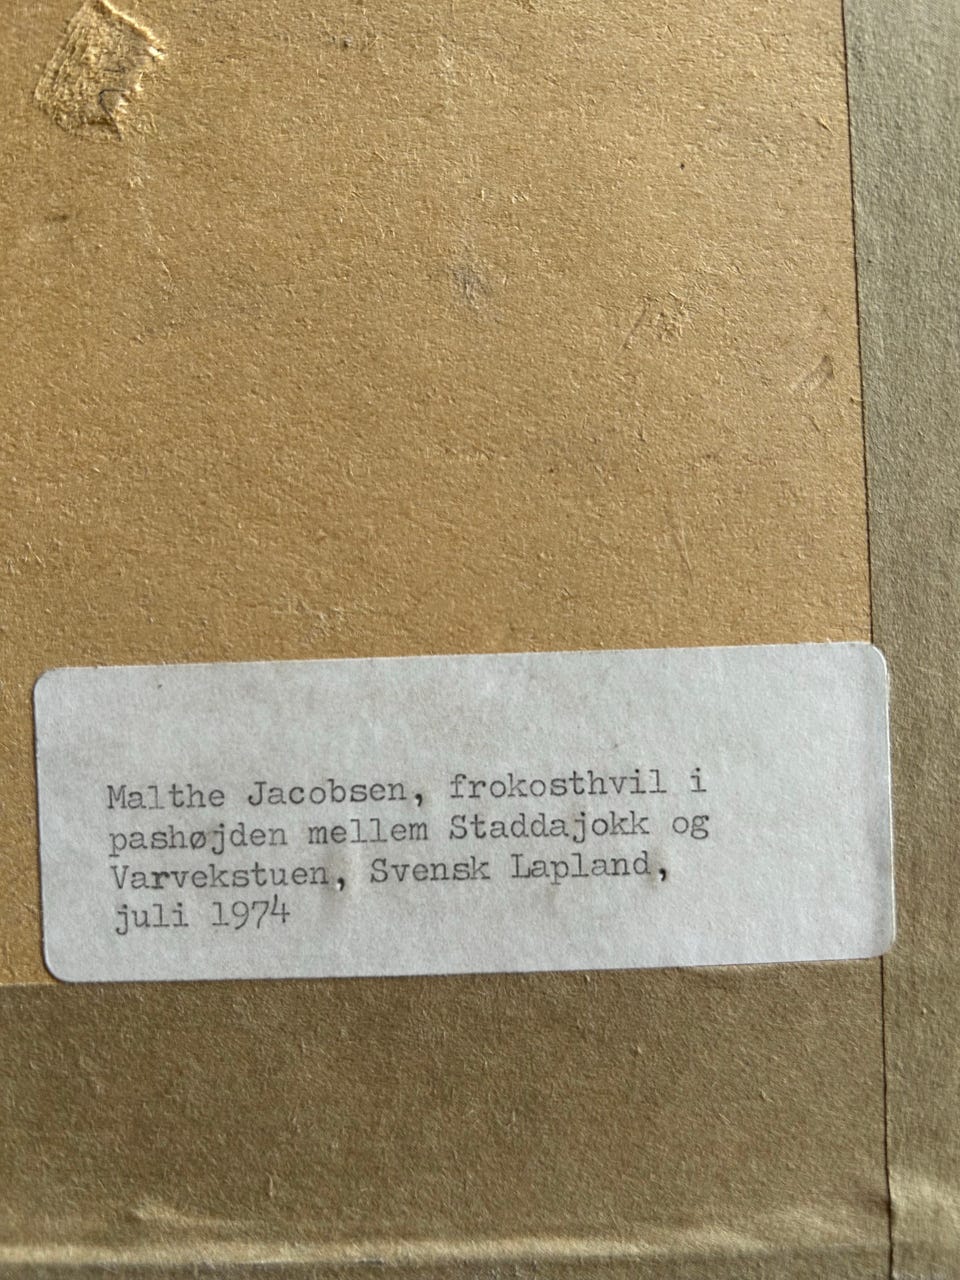 Malthe Jacobsen, frokosthvil i
pashøjden mellem Staddajokk og
Varvekstuen, Svensk Lapland,
juli 1974